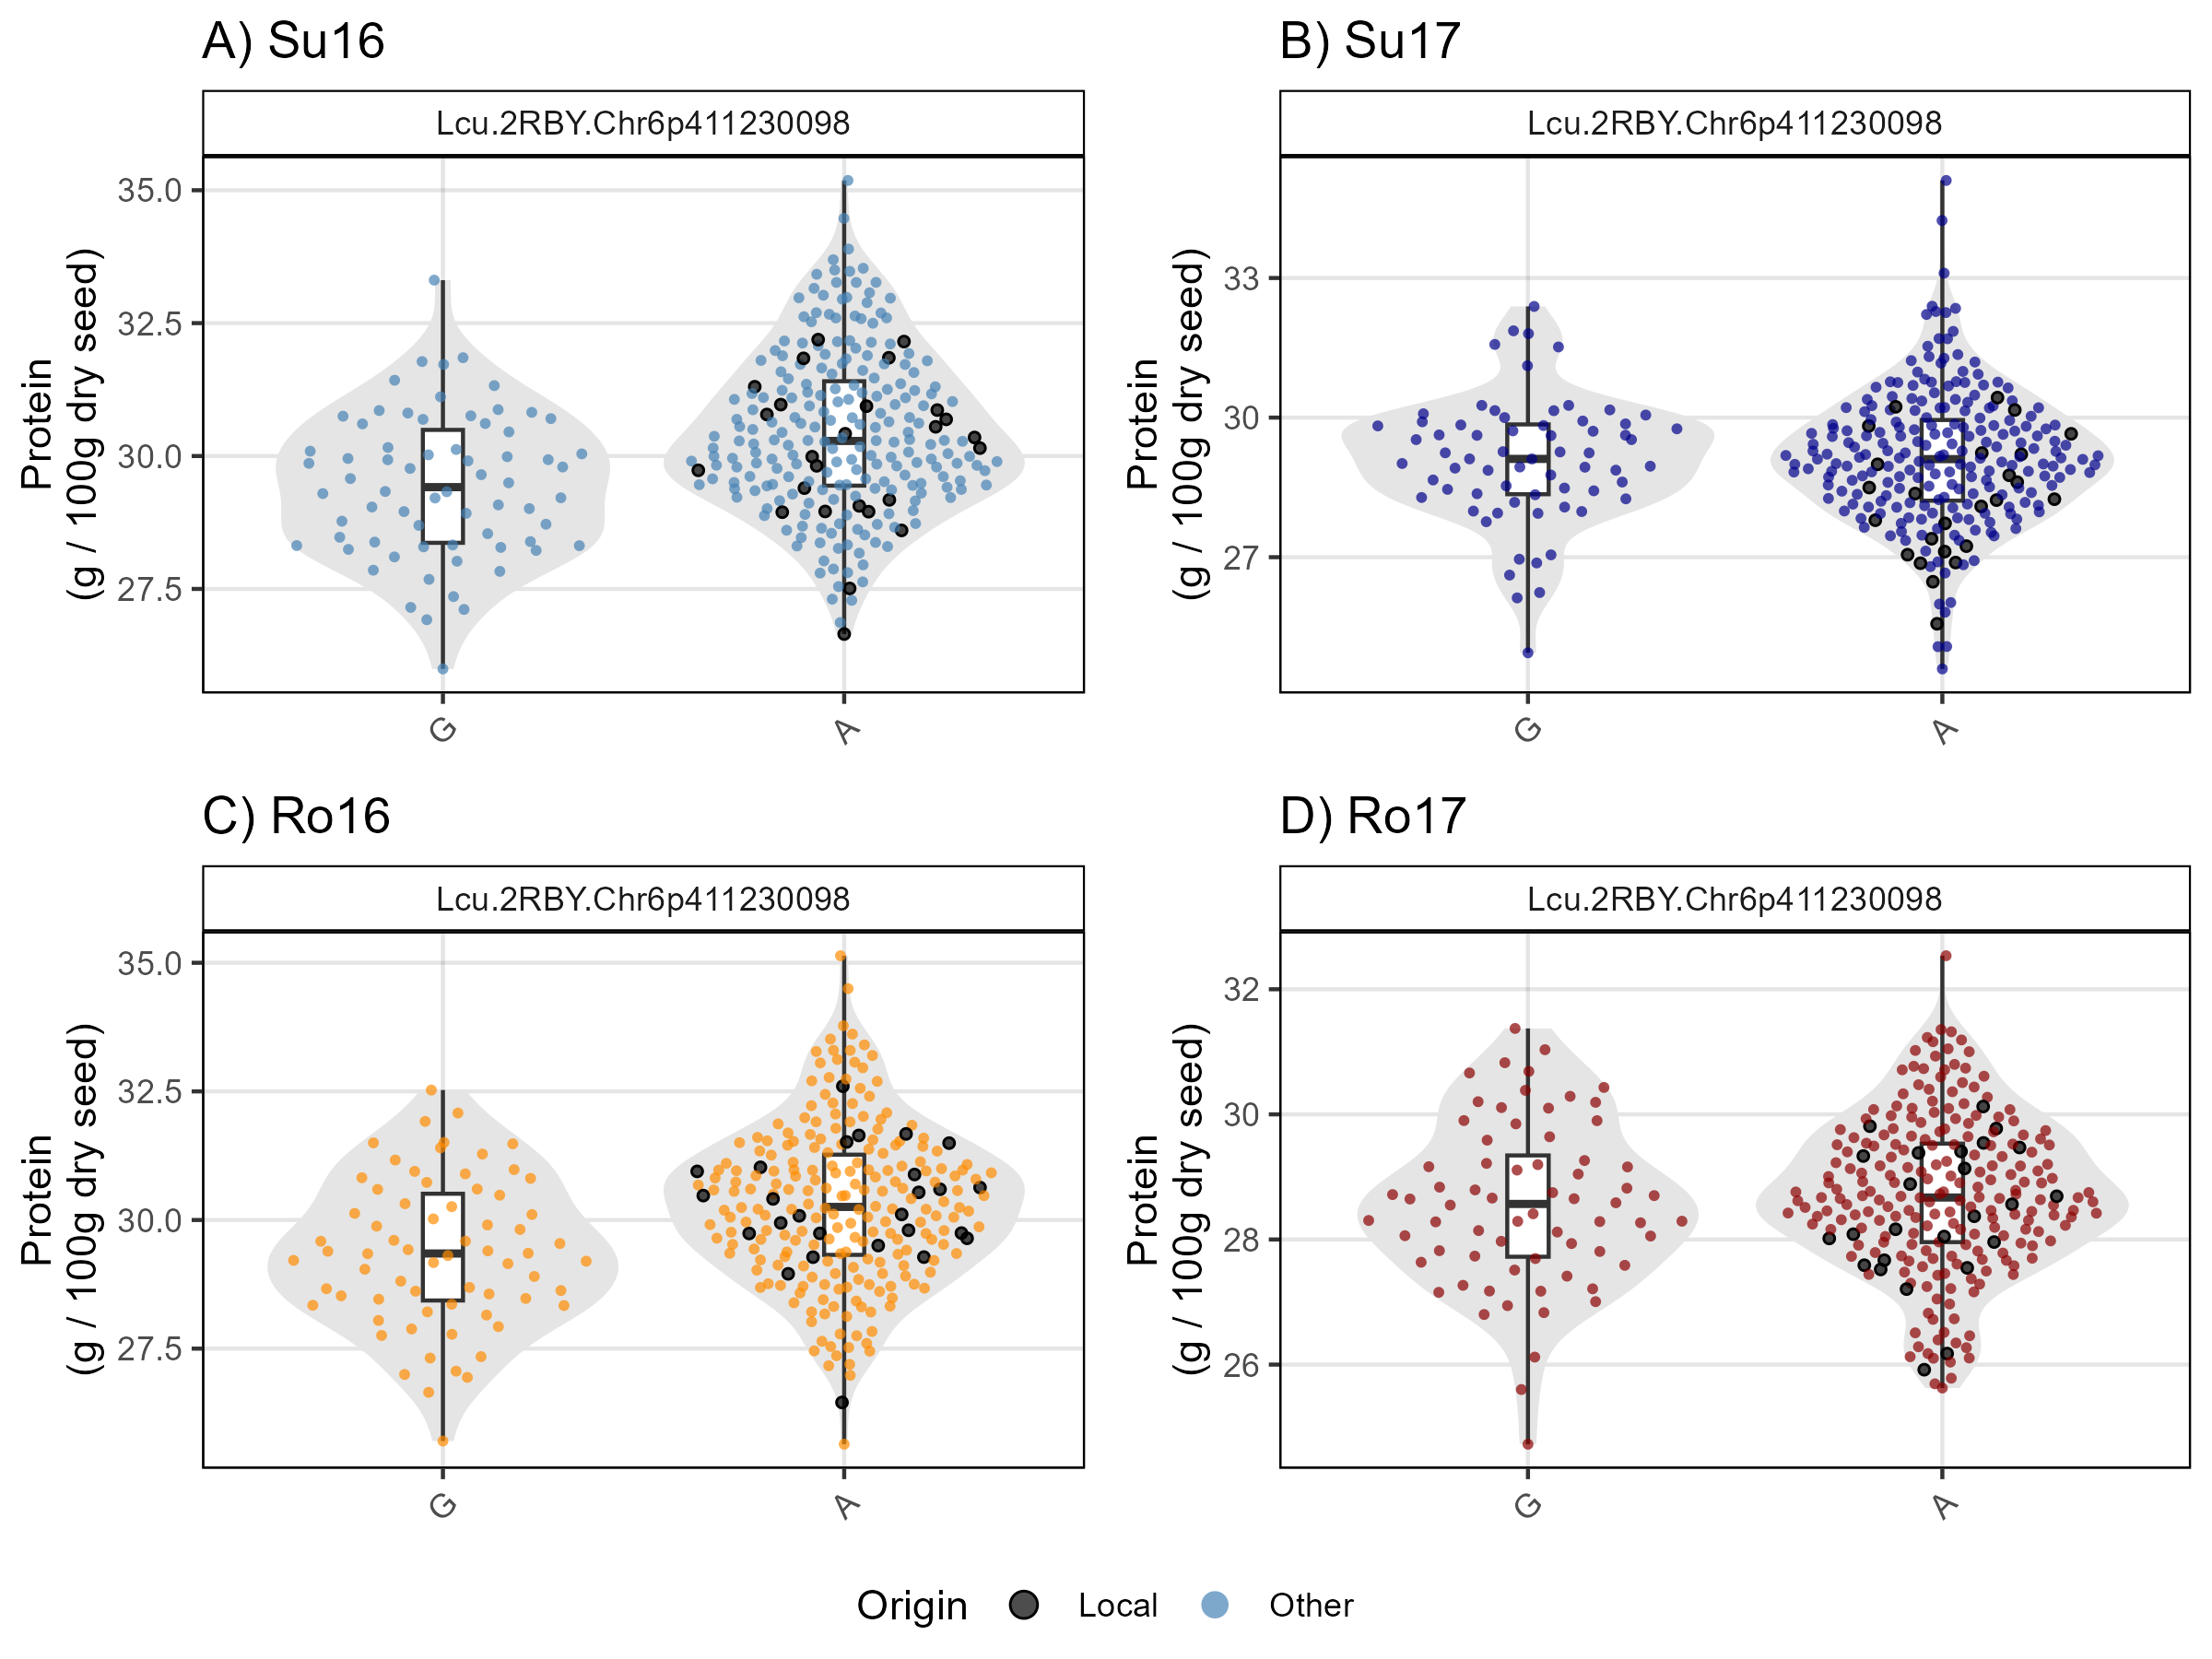 A) Su16
Lcu.2RBY.Chr6p411230098
Protein
(g / 100g dry seed)
35.0
32.5
30.0
27.5
G
A
B) Su17
Lcu.2RBY.Chr6p411230098
Protein
(g / 100g dry seed)
33
30
27
G
A
C) Ro16
Lcu.2RBY.Chr6p411230098
Protein
(g / 100g dry seed)
35.0
32.5
30.0
27.5
G
A
D) Ro17
Lcu.2RBY.Chr6p411230098
Protein
(g / 100g dry seed)
32
30
28
26
G
A
Origin Local Other